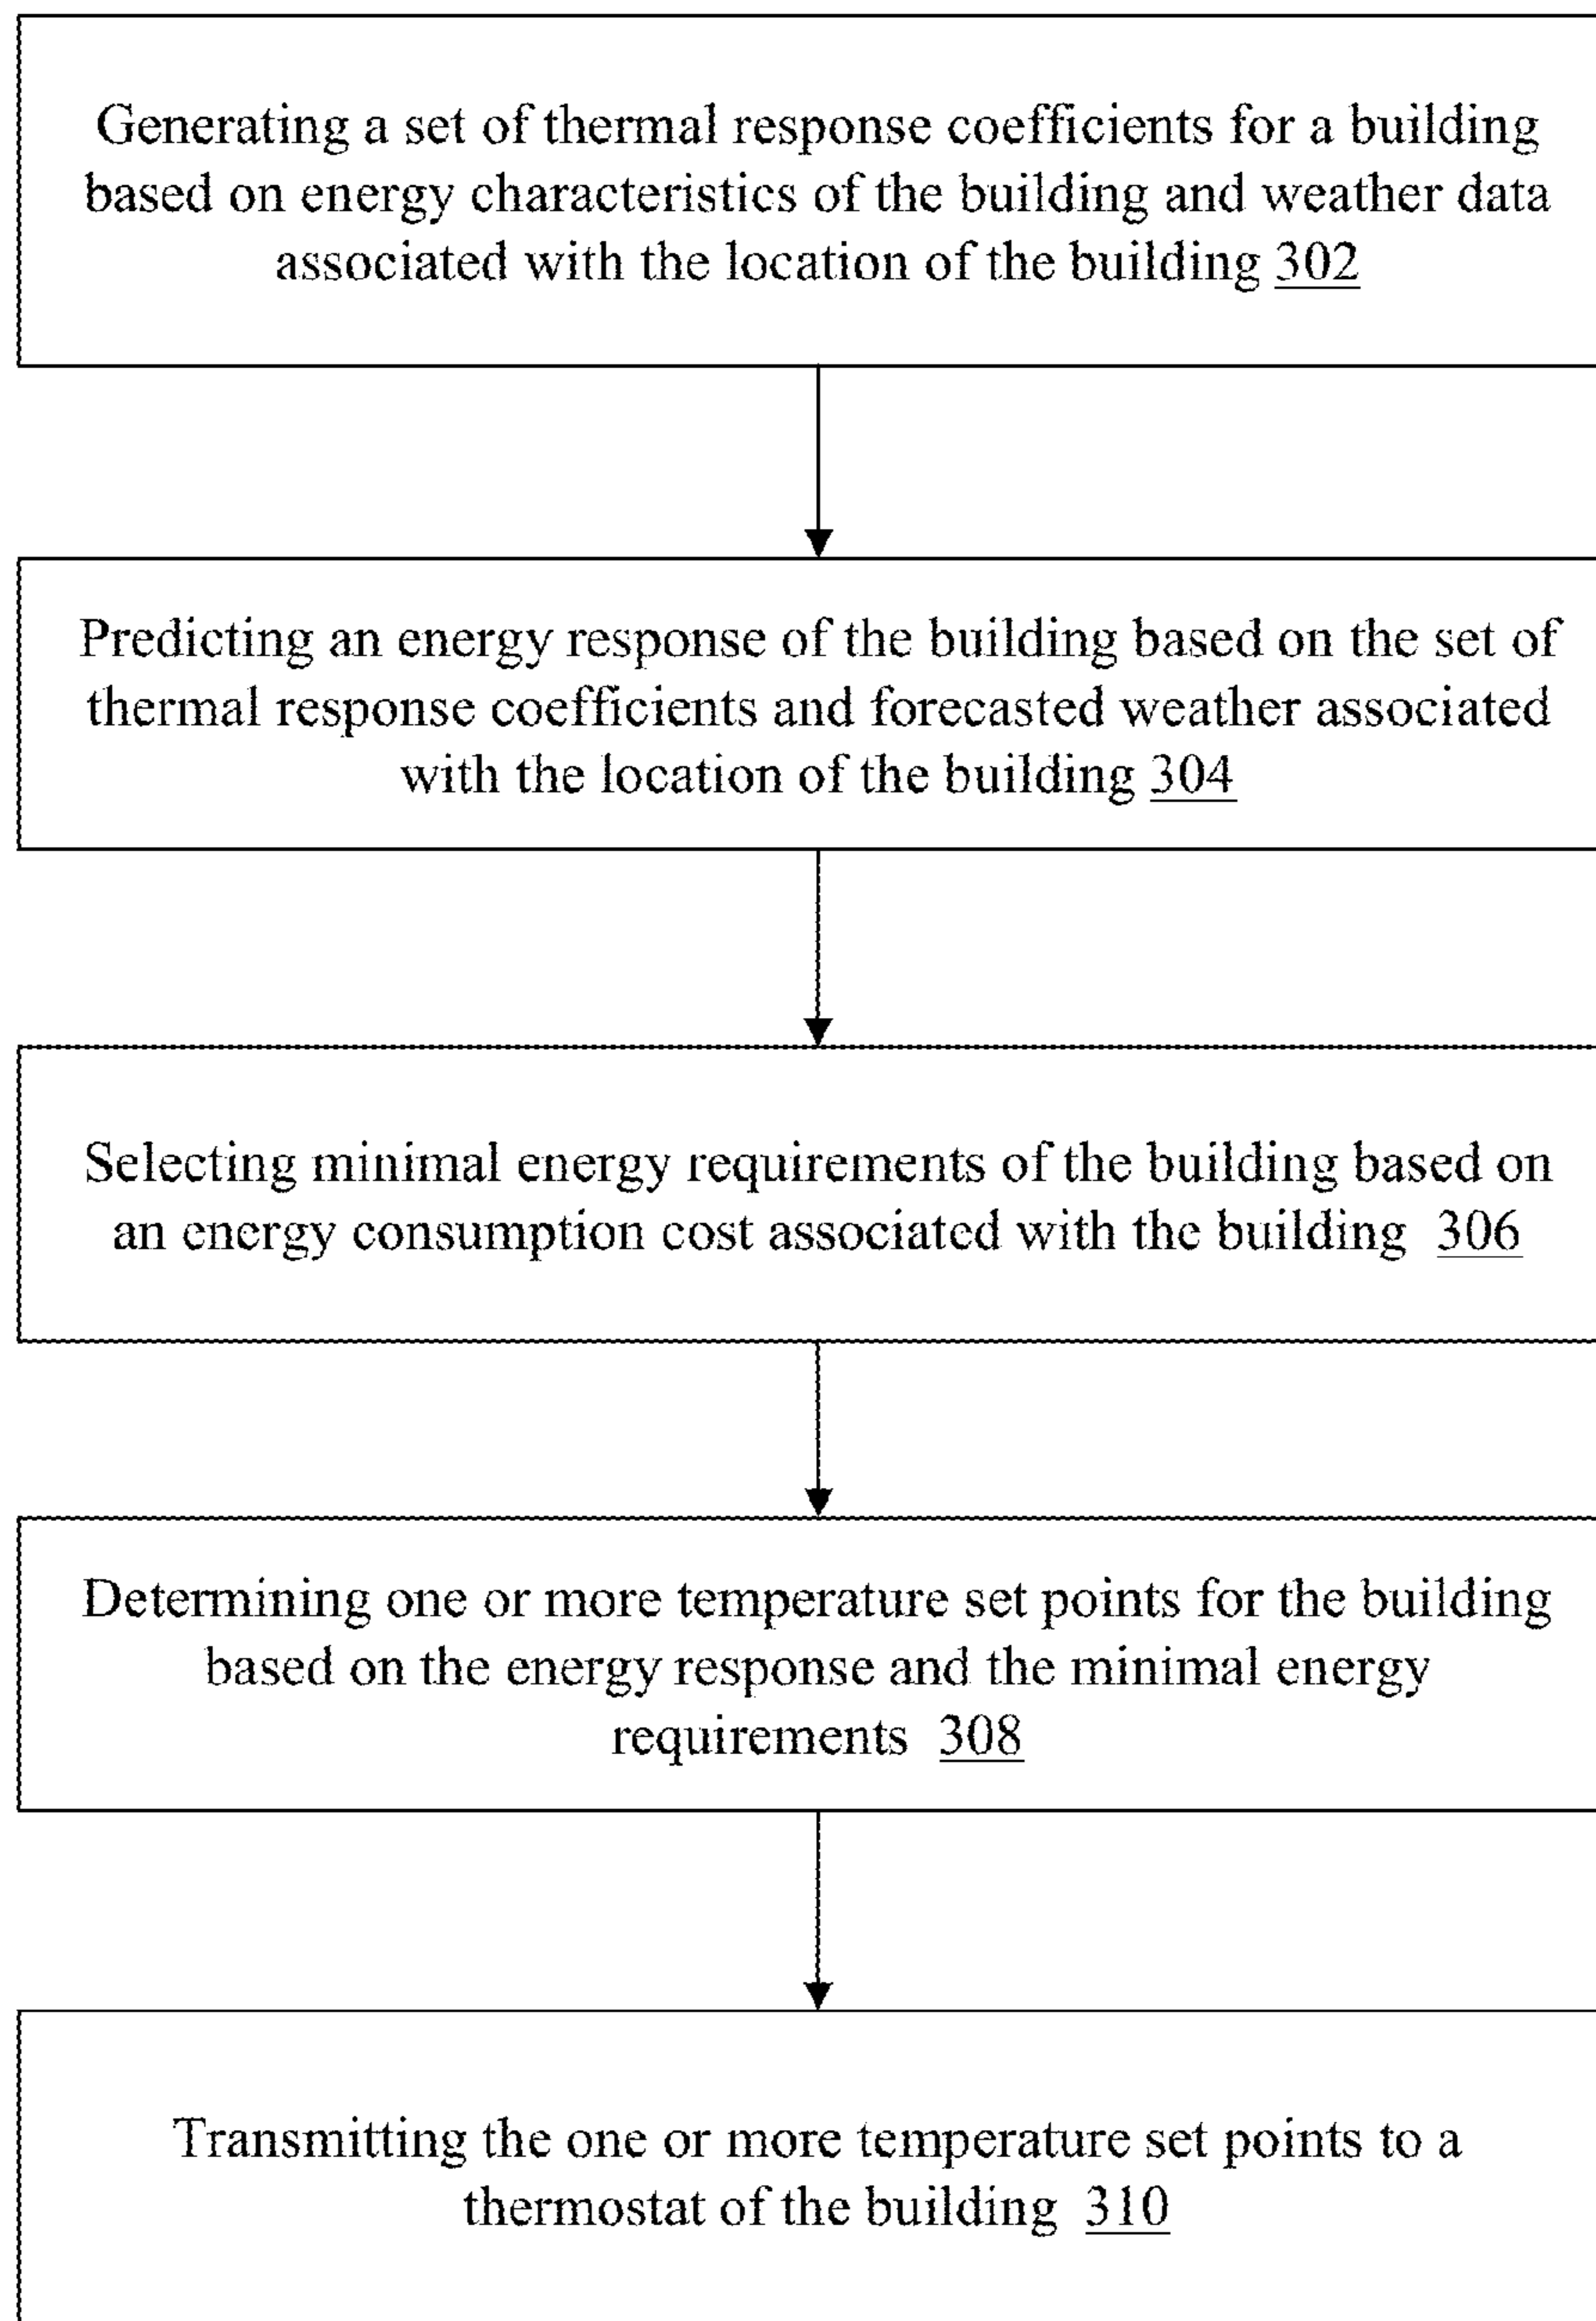 Generating a set of thermal response coefficients for a building
based on energy characteristics of the building and weather data
associated with the location of the building 302
Predicting an energy response of the building based on the set of
thermal response coefficients and forecasted weather associated
with the location of the building 304
Selecting minimal energy requirements of the building based on
an energy consumption cost associated with the building 306
Determining one or more temperature set points for the building
based on the energy response and the minimal energy
requirements 308
Transmitting the one or more temperature set points to a
thermostat of the building 310